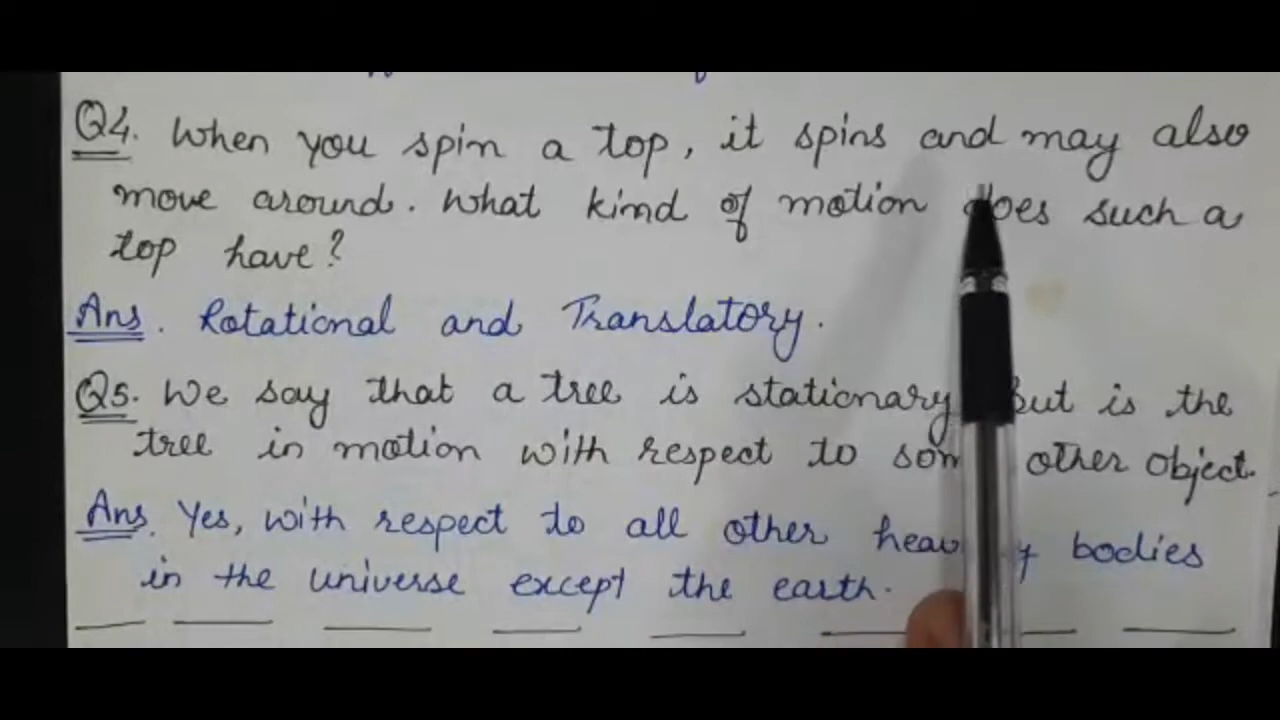 Q4. When you spin a top, it spins and may also
move around. What kind of motion does such a
top have?
Ans. Rotational and Translatory.
Q5. We say that a tree is stationary but is the
tree in motion with respect to other object.
Ans. Yes, with respect to all other bodies
in the universe except the earth.